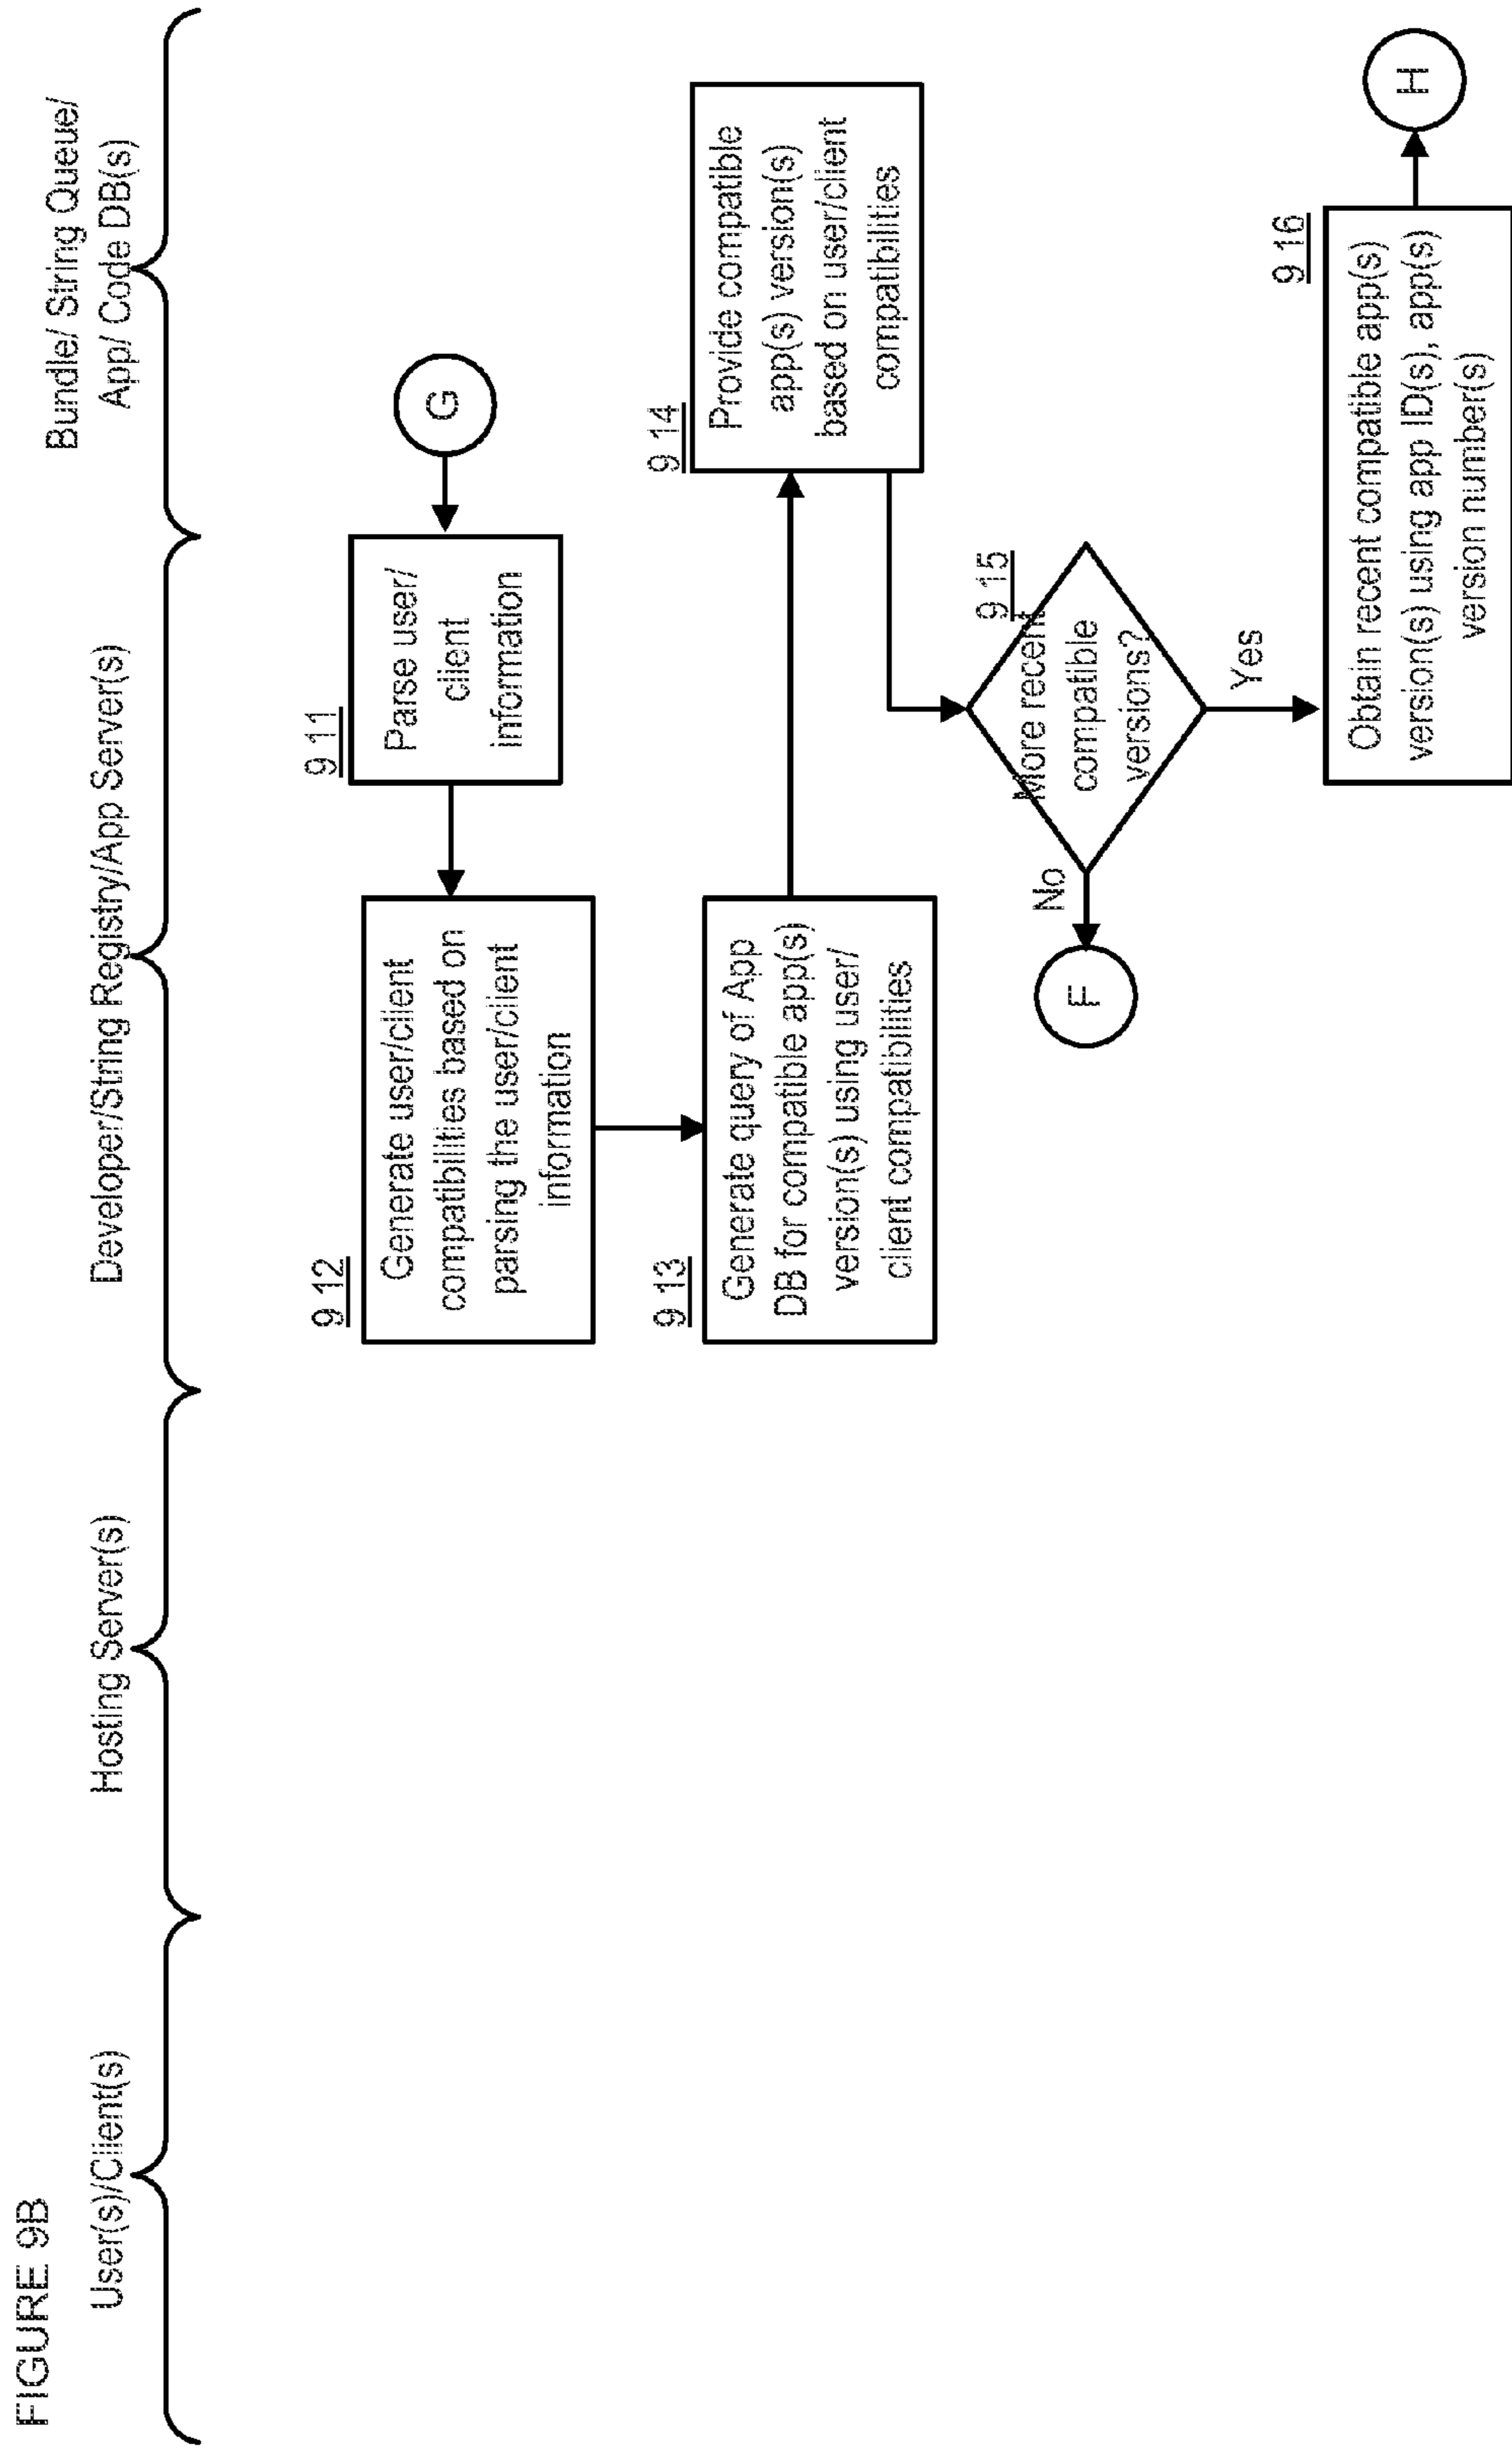 FIGURE 9B
User(s)/Client(s)
Hosting Server(s)
Developer/String Registry/App Server(s)
Bundle/ String Queue/
App/ Code DB(s)
G
9 11
Parse user/
client
information
9 12
Generate user/client
compatibilities based on
parsing the user/client
information
9 13
Generate query of App
DB for compatible app(s)
version(s) using user/
client compatibilities
9 14
Provide compatible
app(s) version(s)
based on user/client
compatibilities
9 15
More recent
compatible
versions?
No
F
Yes
9 16
Obtain recent compatible app(s)
version(s) using app ID(s), app(s)
version number(s)
H